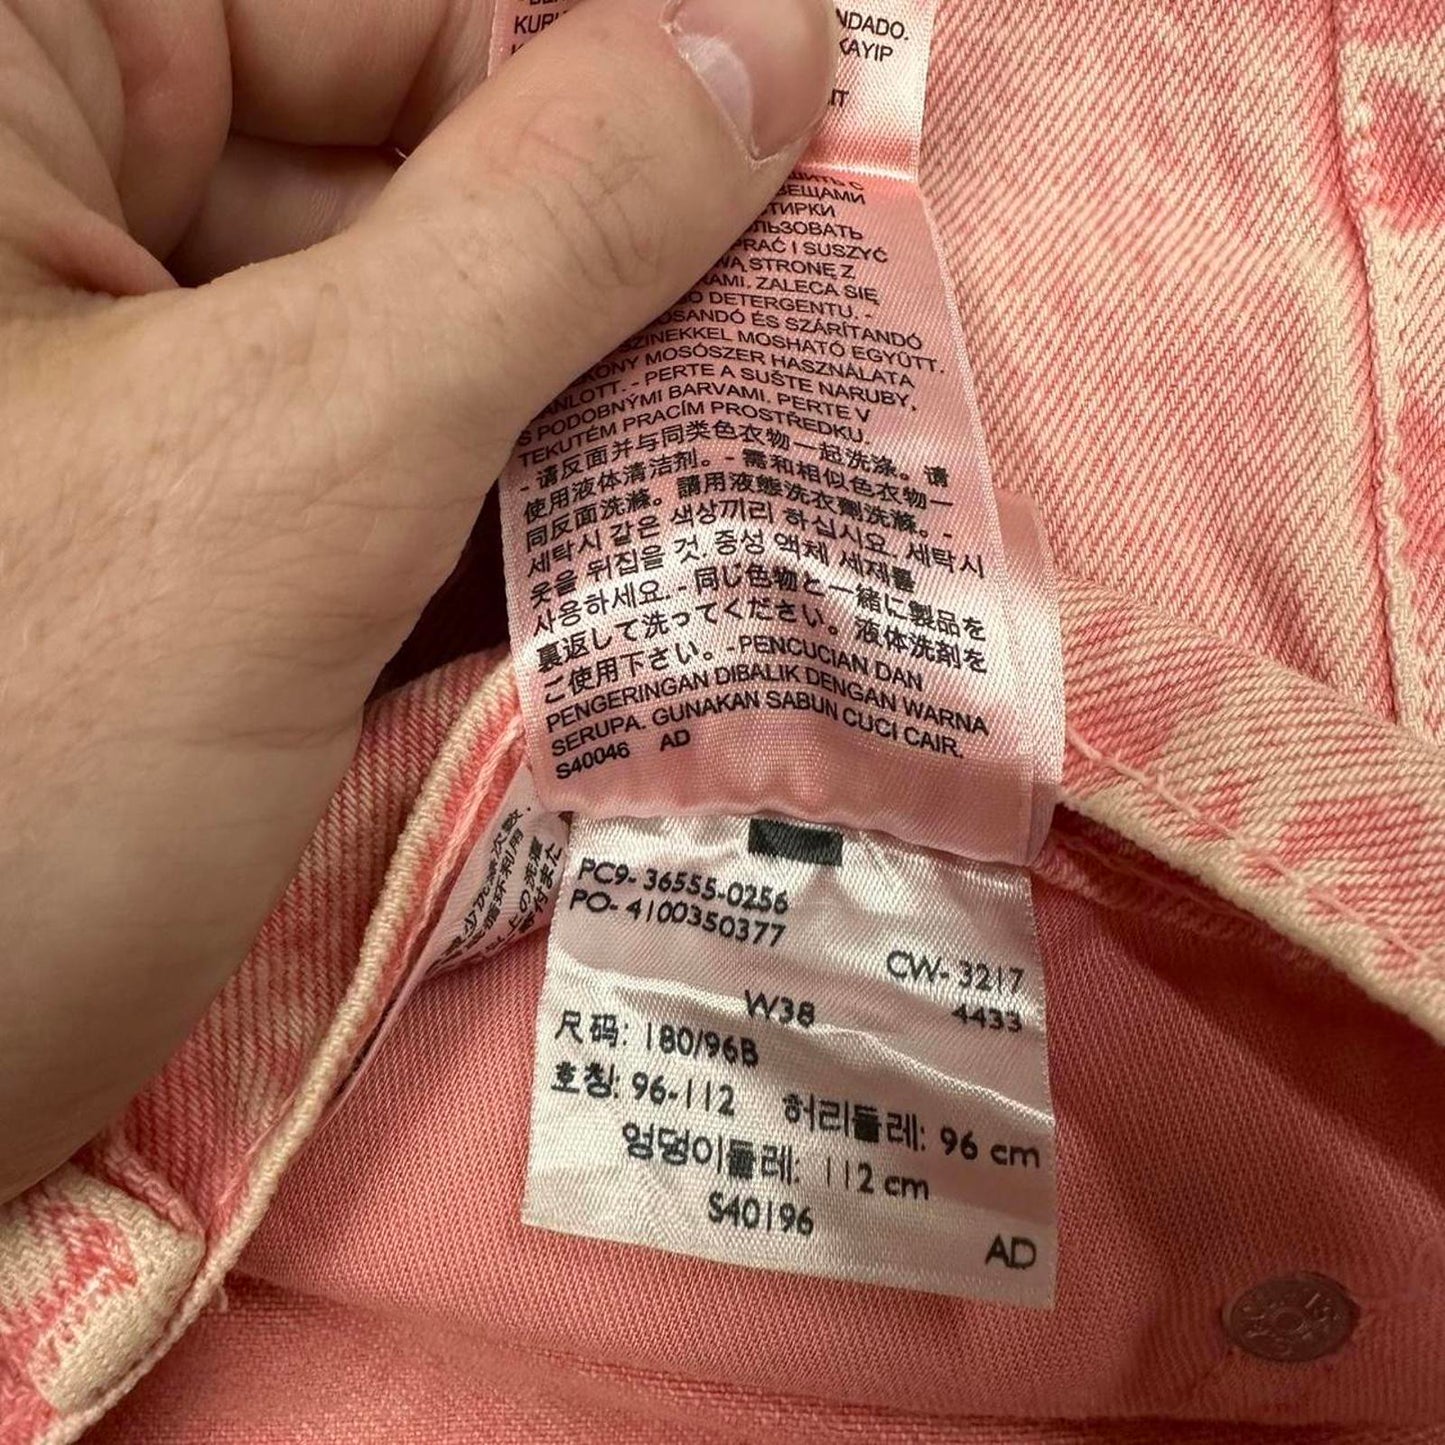 NDADO.
KAYIP
ВЕЩАМИ
ТИРКИ
ЛЬЗОВАТЬ
PRAĆ I SUSZYĆ
STRONĘ Z
ZALECA SIĘ
DETERGENTU. -
OSANDÓ ÉS SZÁRÍTANDÓ
SZINEKKEL MOSHATÓ EGYÜTT.
KONY MOSÓSZER HASZNÁLATA
ANLOTT. - PERTE A SUŠTE NARUBY,
S PODOBNÝMI BARVAMI. PERTE V
TEKUTÉM PRACÍM PROSTŘEDKU.
- 请反面并与同类色衣物一起洗涤。请
使用液体清洁剂。- 需和相似色衣物一
同反面洗滌。請用液態洗衣劑洗滌。-
세탁시 같은 색상끼리 하십시요. 세탁시
옷을 뒤집을 것. 중성 액체 세제를
사용하세요. - 同じ色物と一緒に製品を
裏返して洗ってください。液体洗剤を
ご使用下さい。- PENCUCIAN DAN
PENGERINGAN DIBALIK DENGAN WARNA
SERUPA. GUNAKAN SABUN CUCI CAIR.
S40046 AD
PC9- 36555-0256
PO- 4100350377
CW- 3217
W38 4433
尺码: 180/96B
호칭: 96-112 허리둘레: 96 cm
엉덩이둘레: 112 cm
S40196
AD